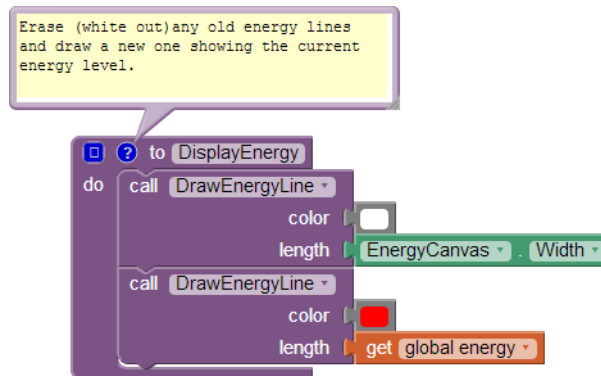 Erase (white out)any old energy lines
and draw a new one showing the current
energy level.
? to DisplayEnergy
do call DrawEnergyLine
color
length EnergyCanvas . Width
call DrawEnergyLine
color
length get global energy